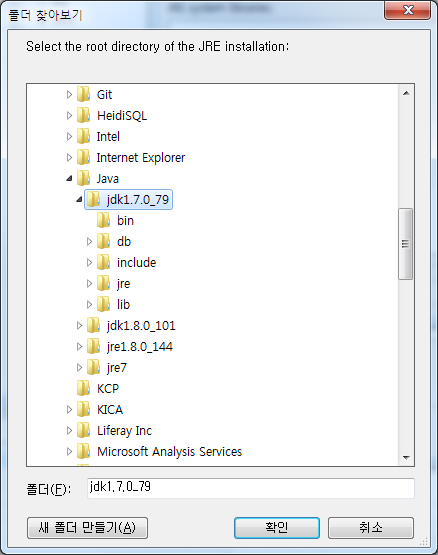 폴더 찾아보기
Select the root directory of the JRE installation:
Git
HeidiSQL
Intel
Internet Explorer
Java
jdk1.7.0_79
bin
db
include
jre
lib
jdk1.8.0_101
jre1.8.0_144
jre7
KCP
KICA
Liferay Inc
Microsoft Analysis Services
폴더(F): jdk1.7.0_79
새 폴더 만들기(A) 확인 취소